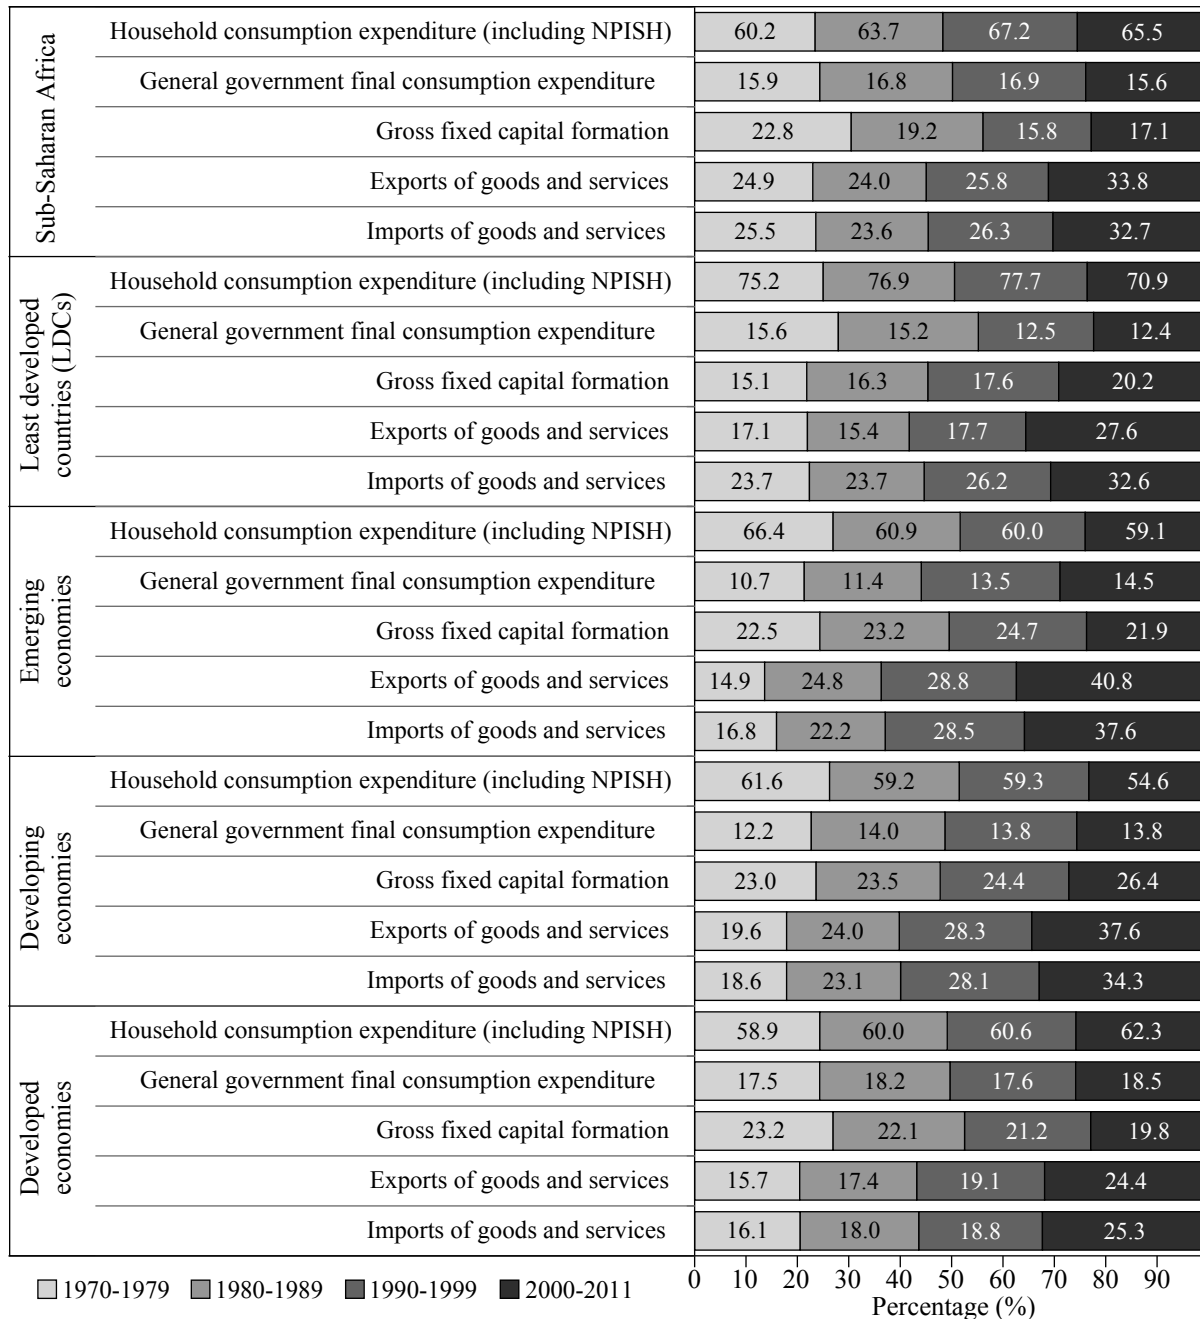 Sub-Saharan Africa
Household consumption expenditure (including NPISH) 60.2 63.7 67.2 65.5
General government final consumption expenditure 15.9 16.8 16.9 15.6
Gross fixed capital formation 22.8 19.2 15.8 17.1
Exports of goods and services 24.9 24.0 25.8 33.8
Imports of goods and services 25.5 23.6 26.3 32.7
Least developed
countries (LDCs)
Household consumption expenditure (including NPISH) 75.2 76.9 77.7 70.9
General government final consumption expenditure 15.6 15.2 12.5 12.4
Gross fixed capital formation 15.1 16.3 17.6 20.2
Exports of goods and services 17.1 15.4 17.7 27.6
Imports of goods and services 23.7 23.7 26.2 32.6
Emerging
economies
Household consumption expenditure (including NPISH) 66.4 60.9 60.0 59.1
General government final consumption expenditure 10.7 11.4 13.5 14.5
Gross fixed capital formation 22.5 23.2 24.7 21.9
Exports of goods and services 14.9 24.8 28.8 40.8
Imports of goods and services 16.8 22.2 28.5 37.6
Developing
economies
Household consumption expenditure (including NPISH) 61.6 59.2 59.3 54.6
General government final consumption expenditure 12.2 14.0 13.8 13.8
Gross fixed capital formation 23.0 23.5 24.4 26.4
Exports of goods and services 19.6 24.0 28.3 37.6
Imports of goods and services 18.6 23.1 28.1 34.3
Developed
economies
Household consumption expenditure (including NPISH) 58.9 60.0 60.6 62.3
General government final consumption expenditure 17.5 18.2 17.6 18.5
Gross fixed capital formation 23.2 22.1 21.2 19.8
Exports of goods and services 15.7 17.4 19.1 24.4
Imports of goods and services 16.1 18.0 18.8 25.3
0 10 20 30 40 50 60 70 80 90
Percentage (%)
1970-1979 1980-1989 1990-1999 2000-2011